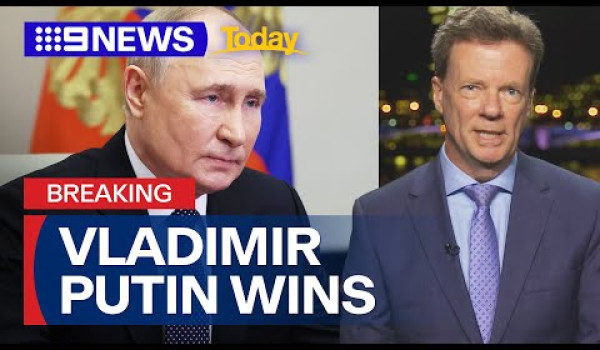 9NEWS
Today
BREAKING
VLADIMIR
PUTIN WINS